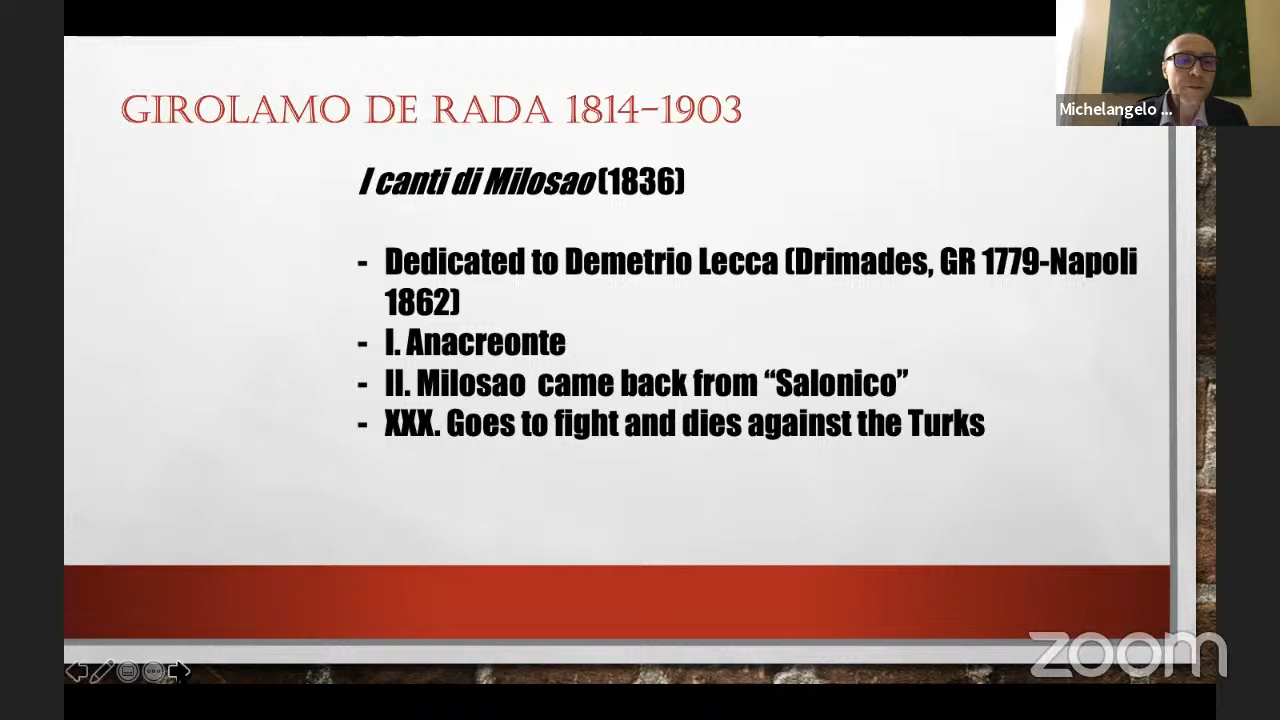 GIROLAMO DE RADA 1814-1903
Michelangelo ...
I canti di Milosao (1836)
- Dedicated to Demetrio Lecca (Drimades, GR 1779-Napoli
1862)
- I. Anacreonte
- II. Milosao came back from “Salonico”
- XXX. Goes to fight and dies against the Turks
zoom